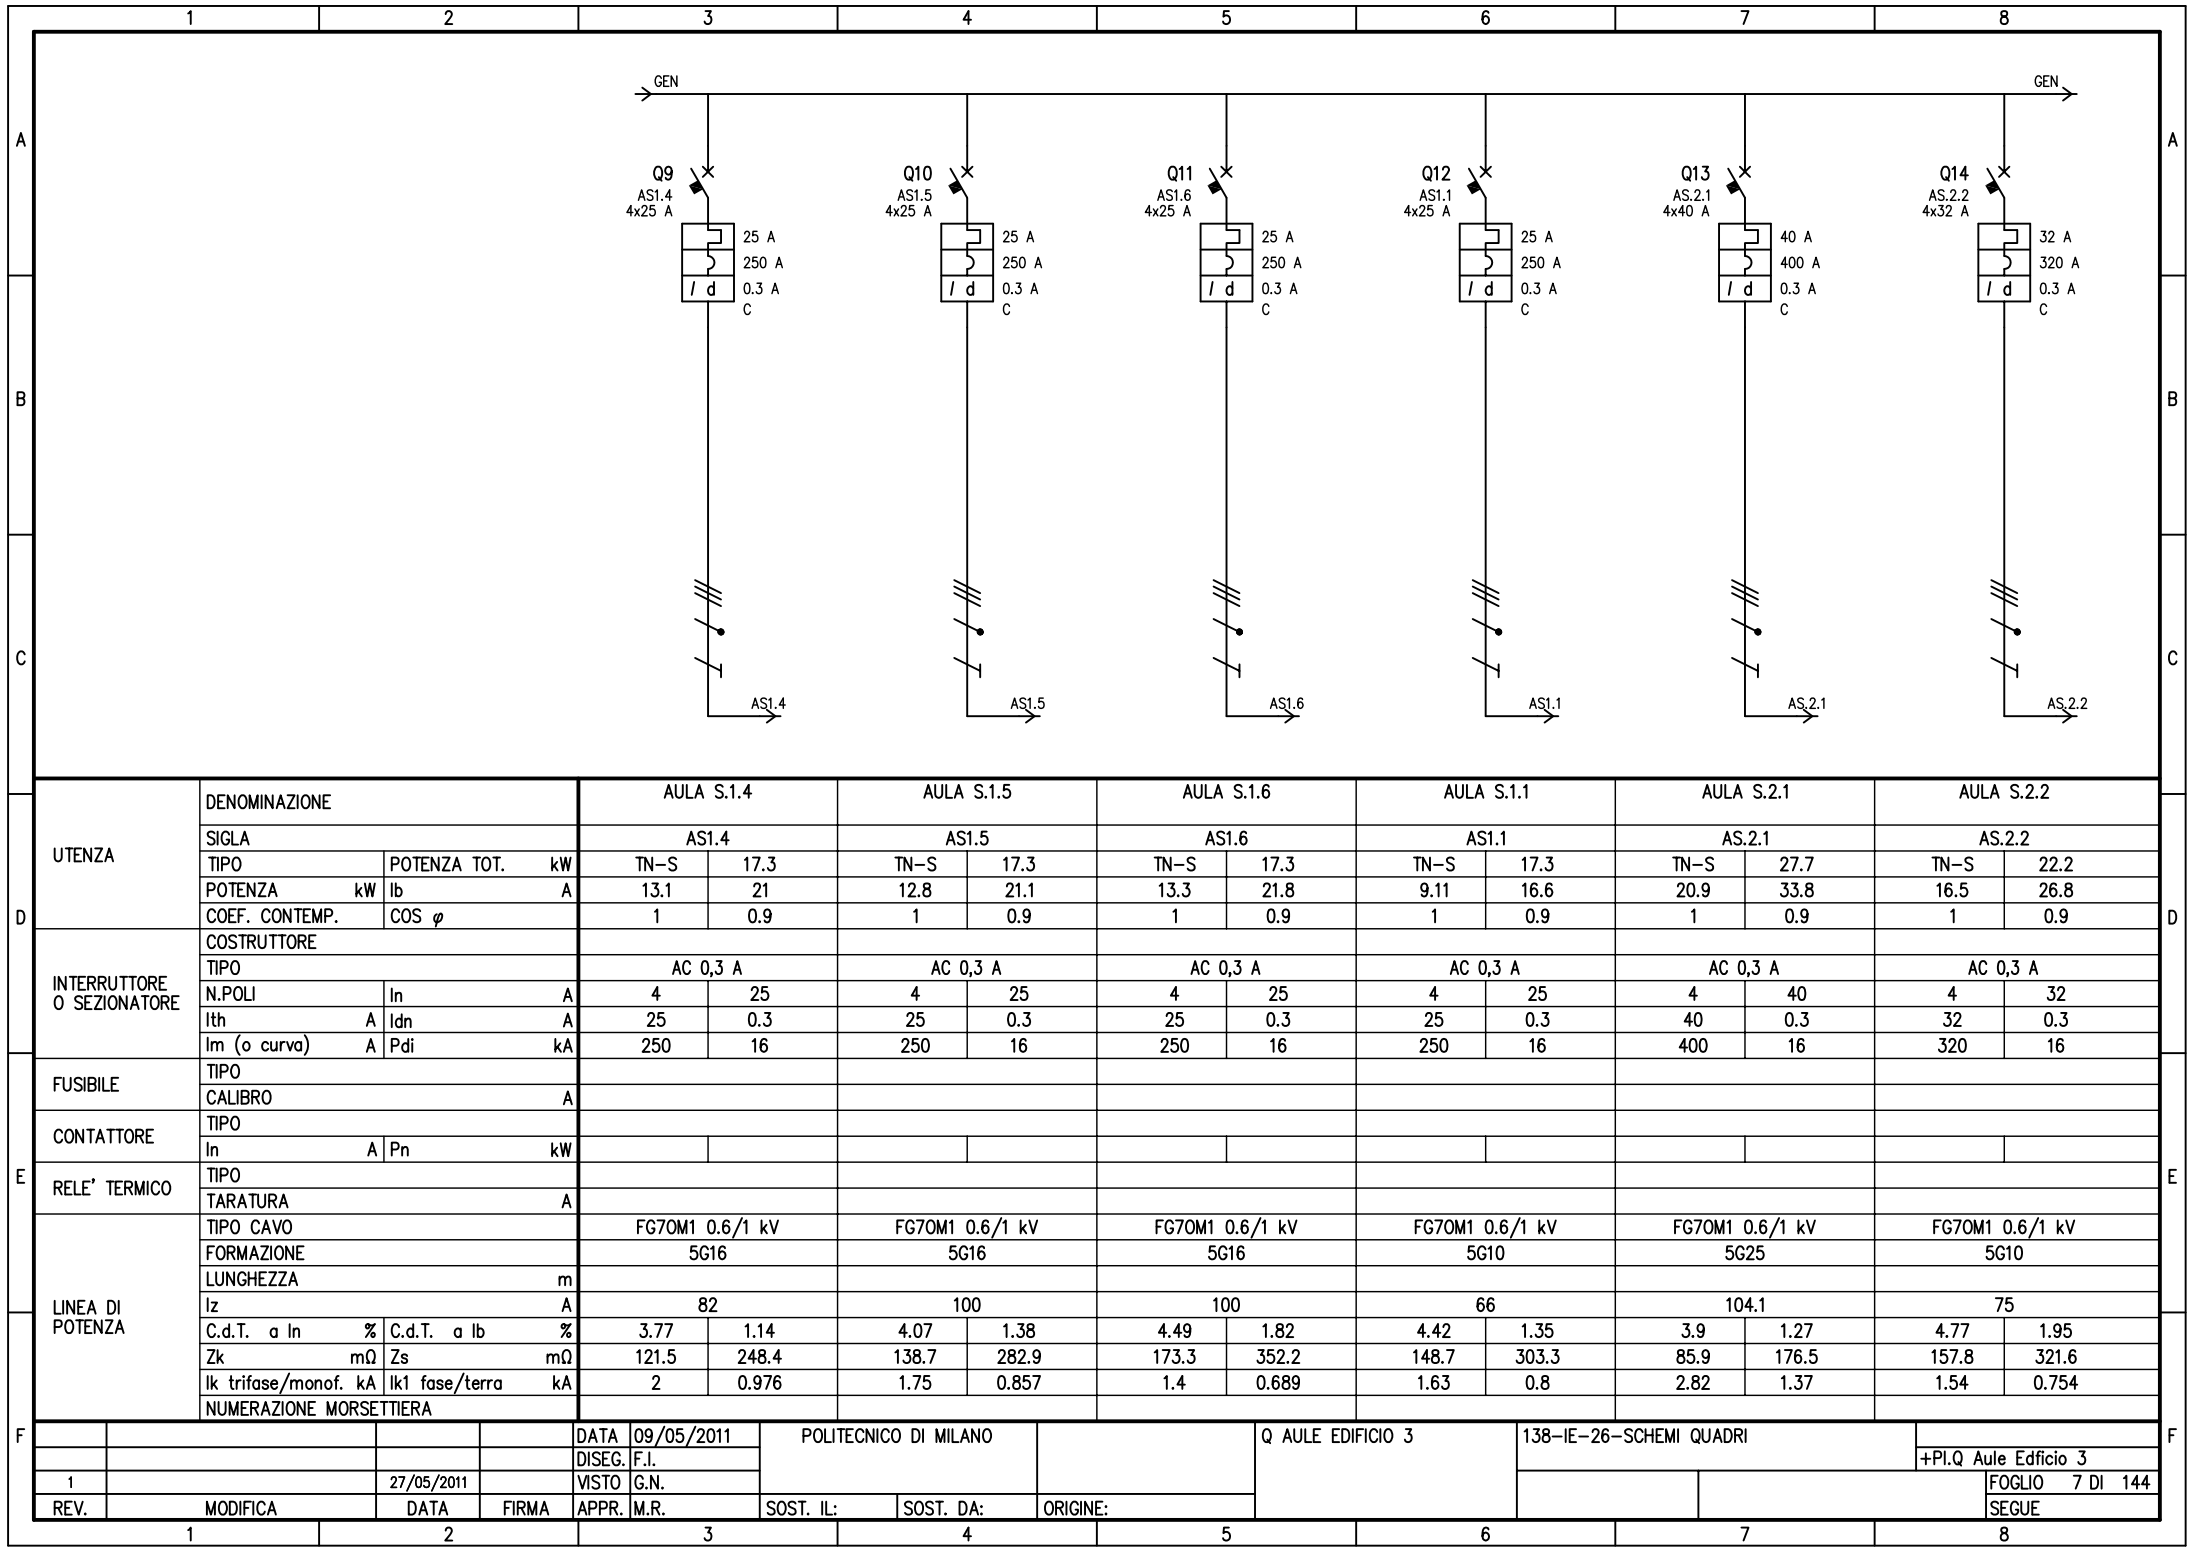 1 2 3 4 5 6 7 8
GEN GEN
A A
Q9 Q10 Q11 Q12 Q13 Q14
AS1.4 AS1.5 AS1.6 AS1.1 AS.2.1 AS.2.2
4x25 A 4x25 A 4x25 A 4x25 A 4x40 A 4x32 A
25 A 25 A 25 A 25 A 40 A 32 A
250 A 250 A 250 A 250 A 400 A 320 A
I d 0.3 A I d 0.3 A I d 0.3 A I d 0.3 A I d 0.3 A I d 0.3 A
C C C C C C
B B
C C
AS1.4 AS1.5 AS1.6 AS1.1 AS.2.1 AS.2.2
UTENZA
DENOMINAZIONE AULA S.1.4 AULA S.1.5 AULA S.1.6 AULA S.1.1 AULA S.2.1 AULA S.2.2
SIGLA AS1.4 AS1.5 AS1.6 AS1.1 AS.2.1 AS.2.2
TIPO POTENZA TOT. kW TN-S 17.3 TN-S 17.3 TN-S 17.3 TN-S 17.3 TN-S 27.7 TN-S 22.2
POTENZA kW Ib A 13.1 21 12.8 21.1 13.3 21.8 9.11 16.6 20.9 33.8 16.5 26.8
D COEF. CONTEMP. COS φ 1 0.9 1 0.9 1 0.9 1 0.9 1 0.9 1 0.9 D
INTERRUTTORE
O SEZIONATORE
COSTRUTTORE
TIPO AC 0,3 A AC 0,3 A AC 0,3 A AC 0,3 A AC 0,3 A AC 0,3 A
N.POLI In A 4 25 4 25 4 25 4 25 4 40 4 32
Ith A Idn A 25 0.3 25 0.3 25 0.3 25 0.3 40 0.3 32 0.3
Im (o curva) A Pdi kA 250 16 250 16 250 16 250 16 400 16 320 16
FUSIBILE
TIPO
CALIBRO A
CONTATTORE
TIPO
In A Pn kW
E E
RELE' TERMICO
TIPO
TARATURA A
LINEA DI
POTENZA
TIPO CAVO FG7OM1 0.6/1 kV FG7OM1 0.6/1 kV FG7OM1 0.6/1 kV FG7OM1 0.6/1 kV FG7OM1 0.6/1 kV FG7OM1 0.6/1 kV
FORMAZIONE 5G16 5G16 5G16 5G10 5G25 5G10
LUNGHEZZA m
Iz A 82 100 100 66 104.1 75
C.d.T. a In % C.d.T. a Ib % 3.77 1.14 4.07 1.38 4.49 1.82 4.42 1.35 3.9 1.27 4.77 1.95
Zk mΩ Zs mΩ 121.5 248.4 138.7 282.9 173.3 352.2 148.7 303.3 85.9 176.5 157.8 321.6
Ik trifase/monof. kA Ik1 fase/terra kA 2 0.976 1.75 0.857 1.4 0.689 1.63 0.8 2.82 1.37 1.54 0.754
NUMERAZIONE MORSETTIERA
F DATA 09/05/2011 POLITECNICO DI MILANO Q AULE EDIFICIO 3 138-IE-26-SCHEMI QUADRI F
DISEG. F.I. +PI.Q Aule Edficio 3
1 27/05/2011 VISTO G.N. FOGLIO 7 DI 144
REV. MODIFICA DATA FIRMA APPR. M.R. SOST. IL: SOST. DA: ORIGINE: SEGUE
1 2 3 4 5 6 7 8